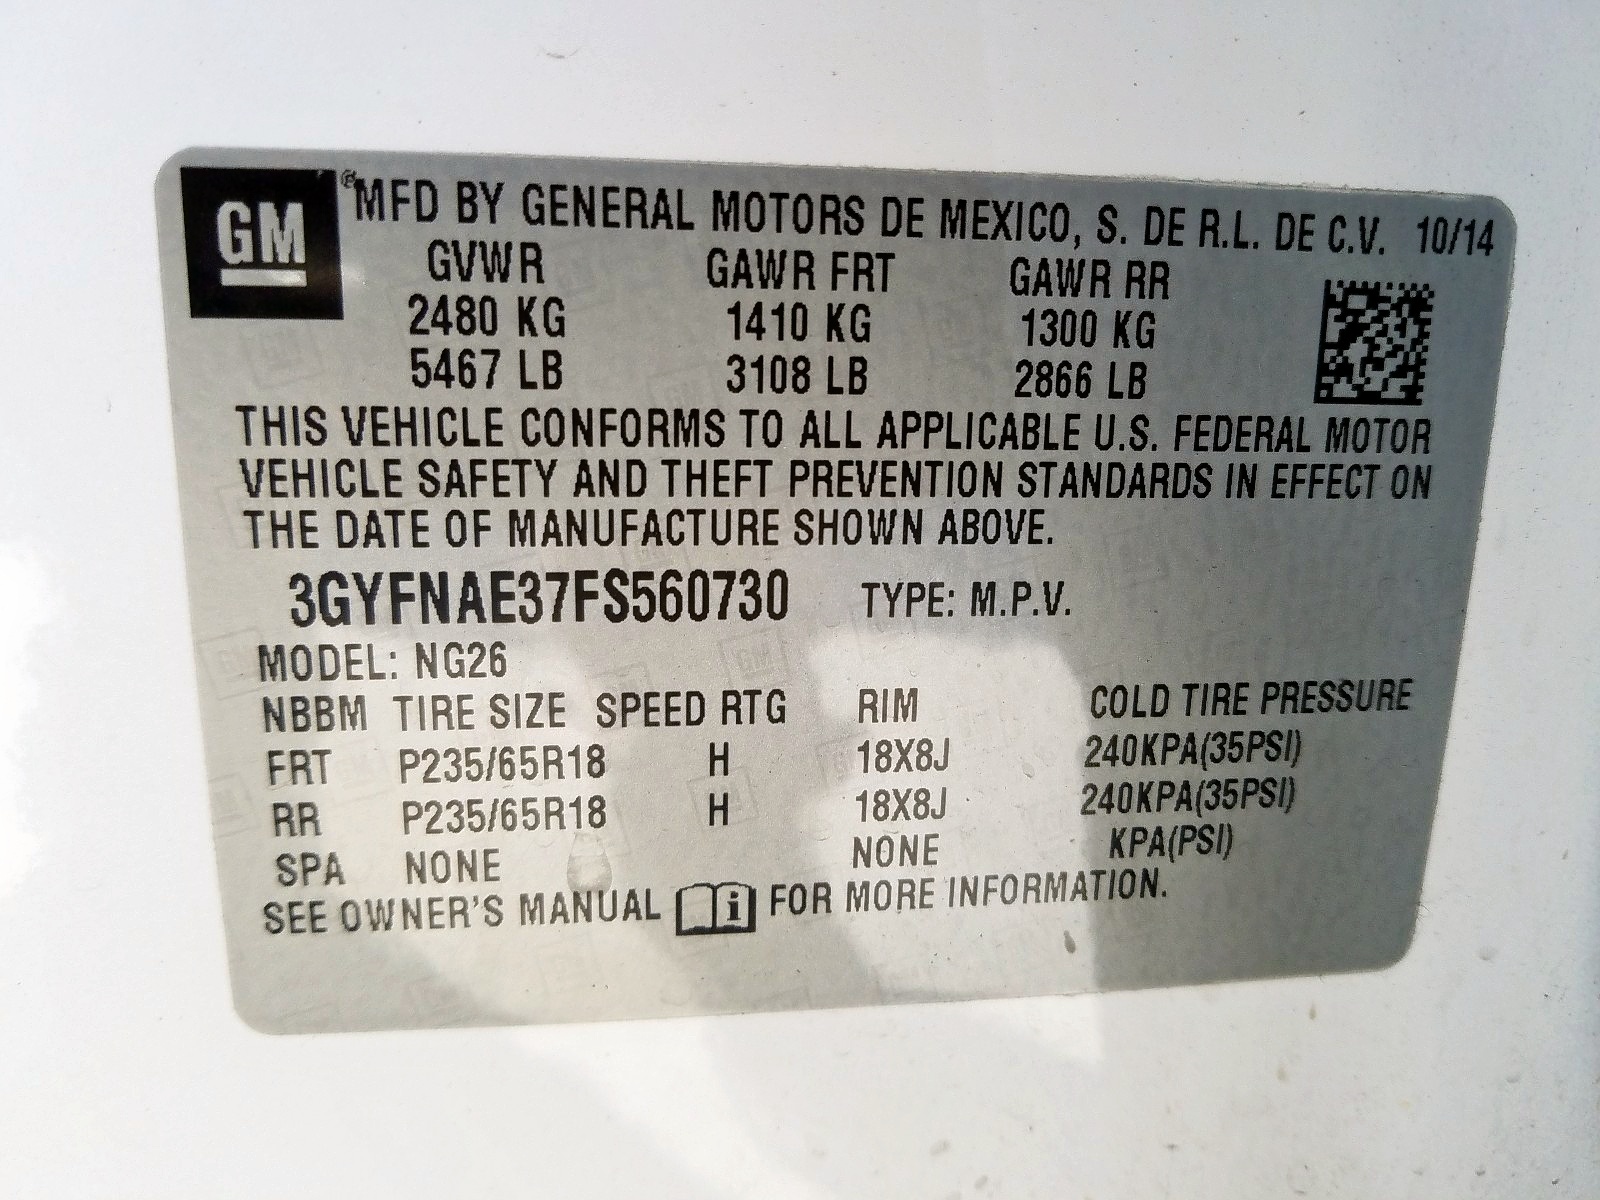 GM
® MFD BY GENERAL MOTORS DE MEXICO, S. DE R.L. DE C.V. 10/14
GVWR GAWR FRT GAWR RR
2480 KG 1410 KG 1300 KG
5467 LB 3108 LB 2866 LB
THIS VEHICLE CONFORMS TO ALL APPLICABLE U.S. FEDERAL MOTOR
VEHICLE SAFETY AND THEFT PREVENTION STANDARDS IN EFFECT ON
THE DATE OF MANUFACTURE SHOWN ABOVE.
3GYFNAE37FS560730 TYPE: M.P.V.
MODEL: NG26
NBBM TIRE SIZE SPEED RTG RIM COLD TIRE PRESSURE
FRT P235/65R18 H 18X8J 240KPA(35PSI)
RR P235/65R18 H 18X8J 240KPA(35PSI)
SPA NONE NONE KPA(PSI)
SEE OWNER'S MANUAL i FOR MORE INFORMATION.